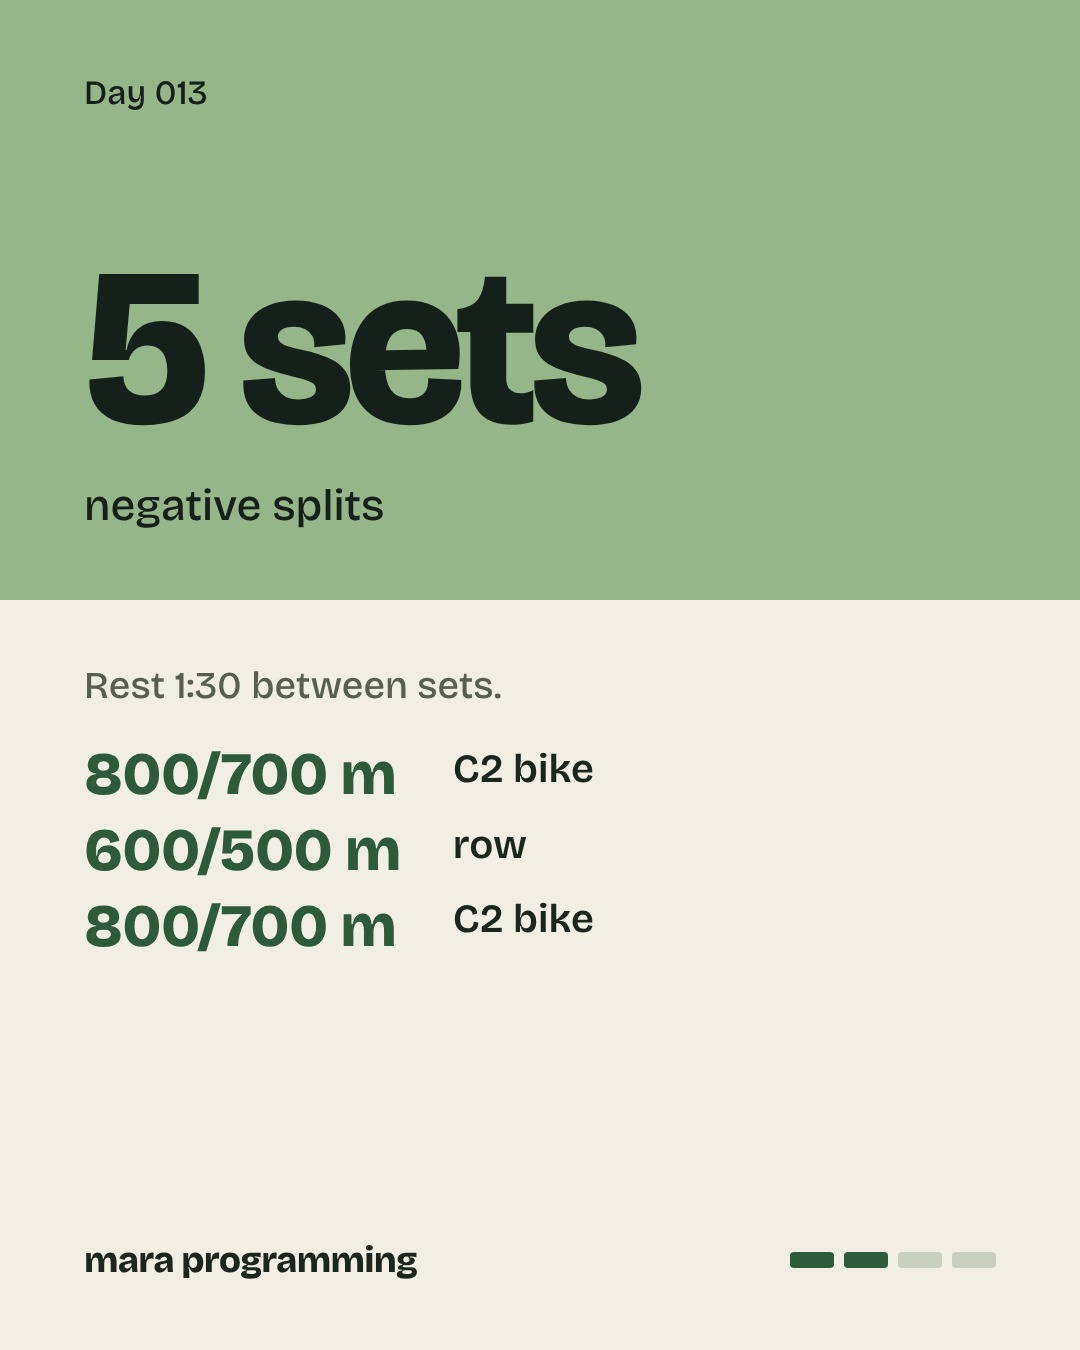 Day 013
5 sets
negative splits
Rest 1:30 between sets.
800/700 m C2 bike
600/500 m row
800/700 m C2 bike
mara programming